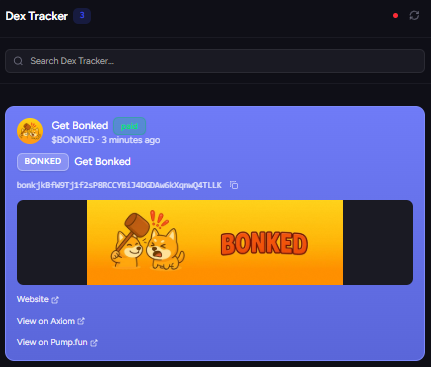 Dex Tracker 3
Search Dex Tracker...
Get Bonked paid
$BONKED · 3 minutes ago
BONKED Get Bonked
bonkjkBfW9Tj1f2sP8RCCYBiJ4DGDAw6kXqnwQ4TLLK
BONKED
Website
View on Axiom
View on Pump.fun